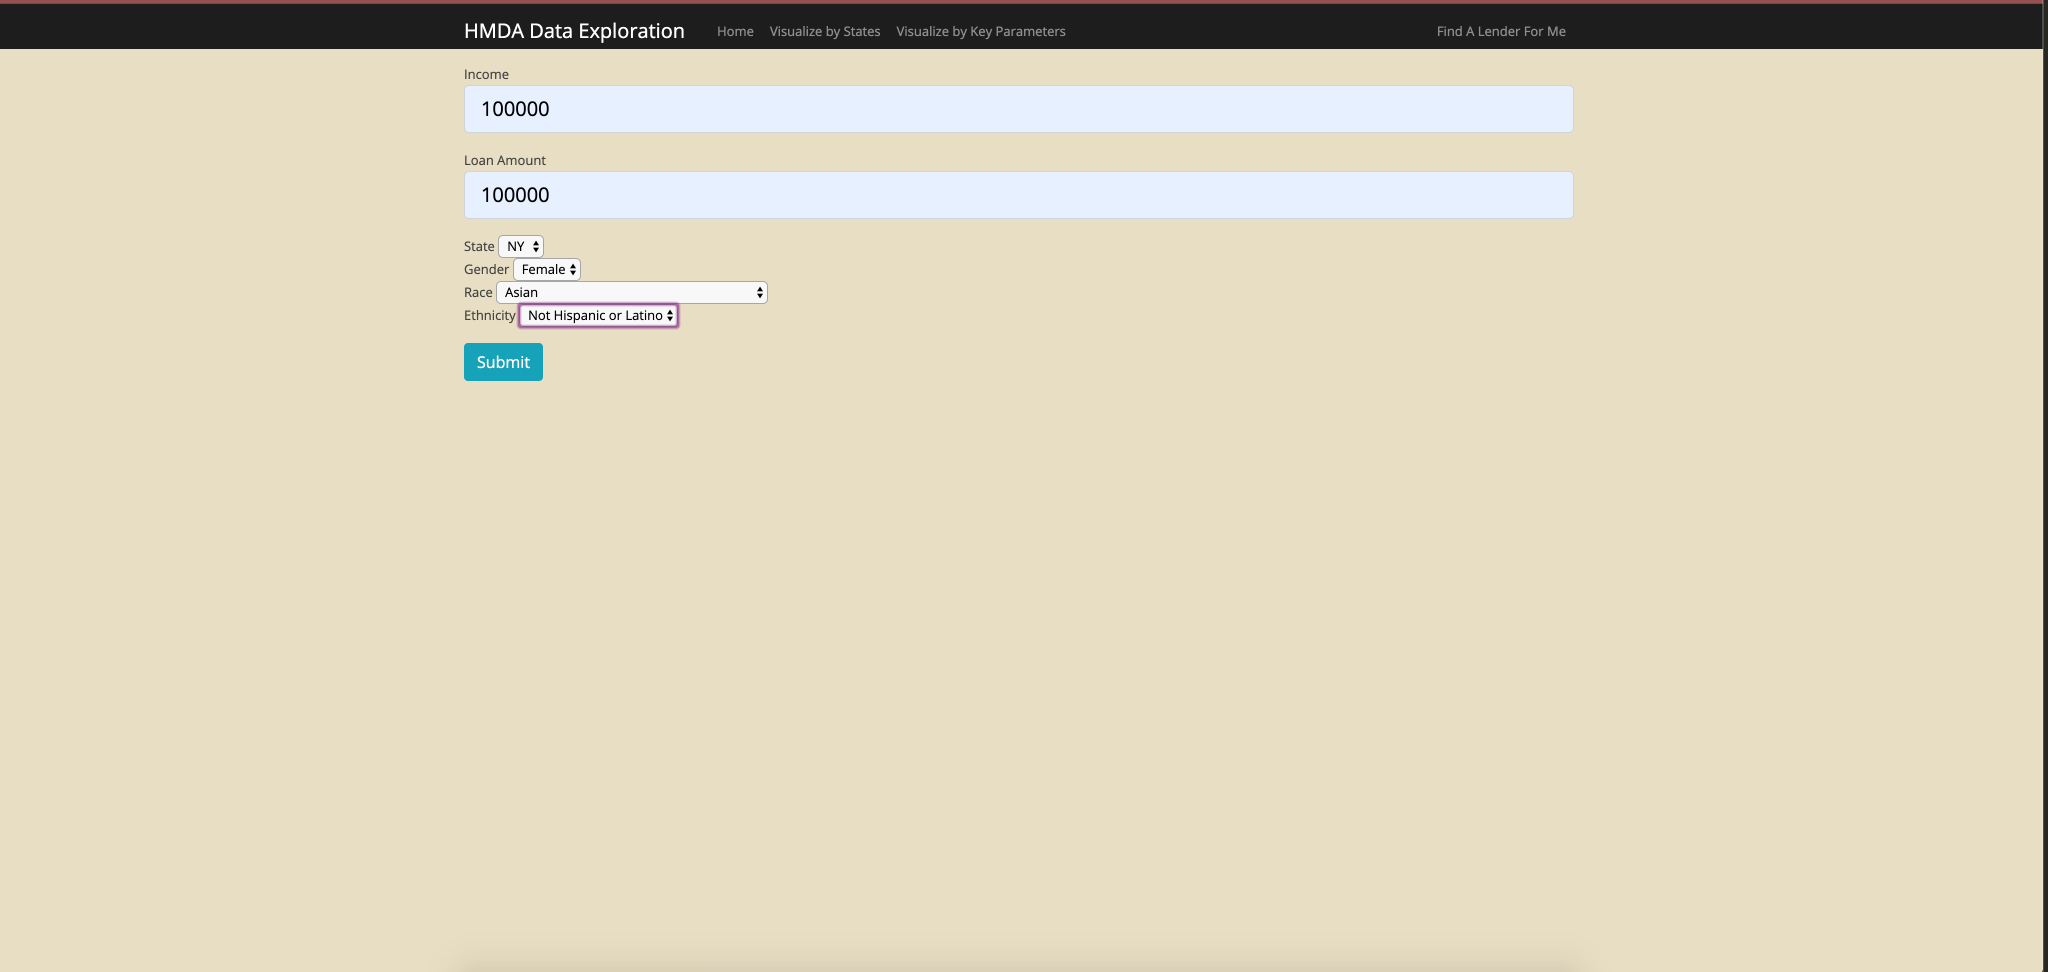 HMDA Data Exploration Home Visualize by States Visualize by Key Parameters Find A Lender For Me
Income
100000
Loan Amount
100000
State NY
Gender Female
Race Asian
Ethnicity Not Hispanic or Latino
Submit